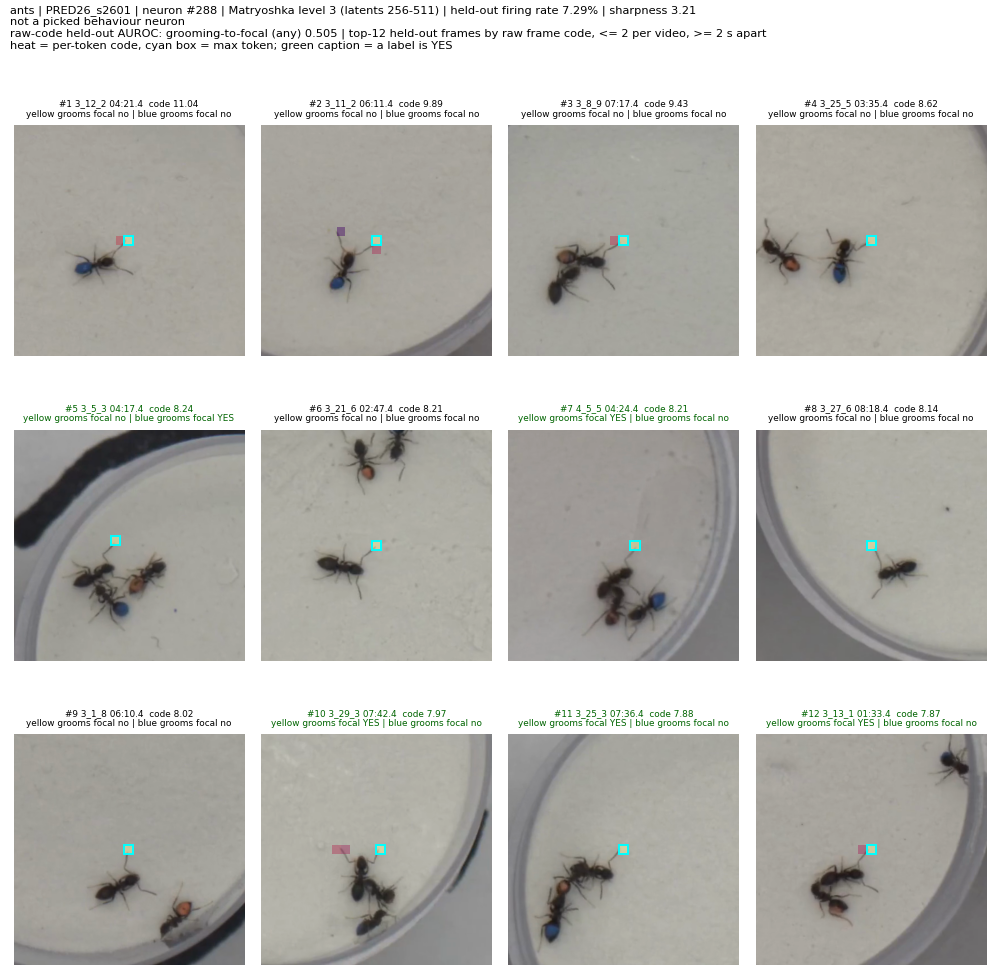 ants | PRED26_s2601 | neuron #288 | Matryoshka level 3 (latents 256-511) | held-out firing rate 7.29% | sharpness 3.21
not a picked behaviour neuron
raw-code held-out AUROC: grooming-to-focal (any) 0.505 | top-12 held-out frames by raw frame code, <= 2 per video, >= 2 s apart
heat = per-token code, cyan box = max token; green caption = a label is YES
#1 3_12_2 04:21.4 code 11.04
yellow grooms focal no | blue grooms focal no
#2 3_11_2 06:11.4 code 9.89
yellow grooms focal no | blue grooms focal no
#3 3_8_9 07:17.4 code 9.43
yellow grooms focal no | blue grooms focal no
#4 3_25_5 03:35.4 code 8.62
yellow grooms focal no | blue grooms focal no
#5 3_5_3 04:17.4 code 8.24
yellow grooms focal no | blue grooms focal YES
#6 3_21_6 02:47.4 code 8.21
yellow grooms focal no | blue grooms focal no
#7 4_5_5 04:24.4 code 8.21
yellow grooms focal YES | blue grooms focal no
#8 3_27_6 08:18.4 code 8.14
yellow grooms focal no | blue grooms focal no
#9 3_1_8 06:10.4 code 8.02
yellow grooms focal no | blue grooms focal no
#10 3_29_3 07:42.4 code 7.97
yellow grooms focal YES | blue grooms focal no
#11 3_25_3 07:36.4 code 7.88
yellow grooms focal YES | blue grooms focal no
#12 3_13_1 01:33.4 code 7.87
yellow grooms focal YES | blue grooms focal no